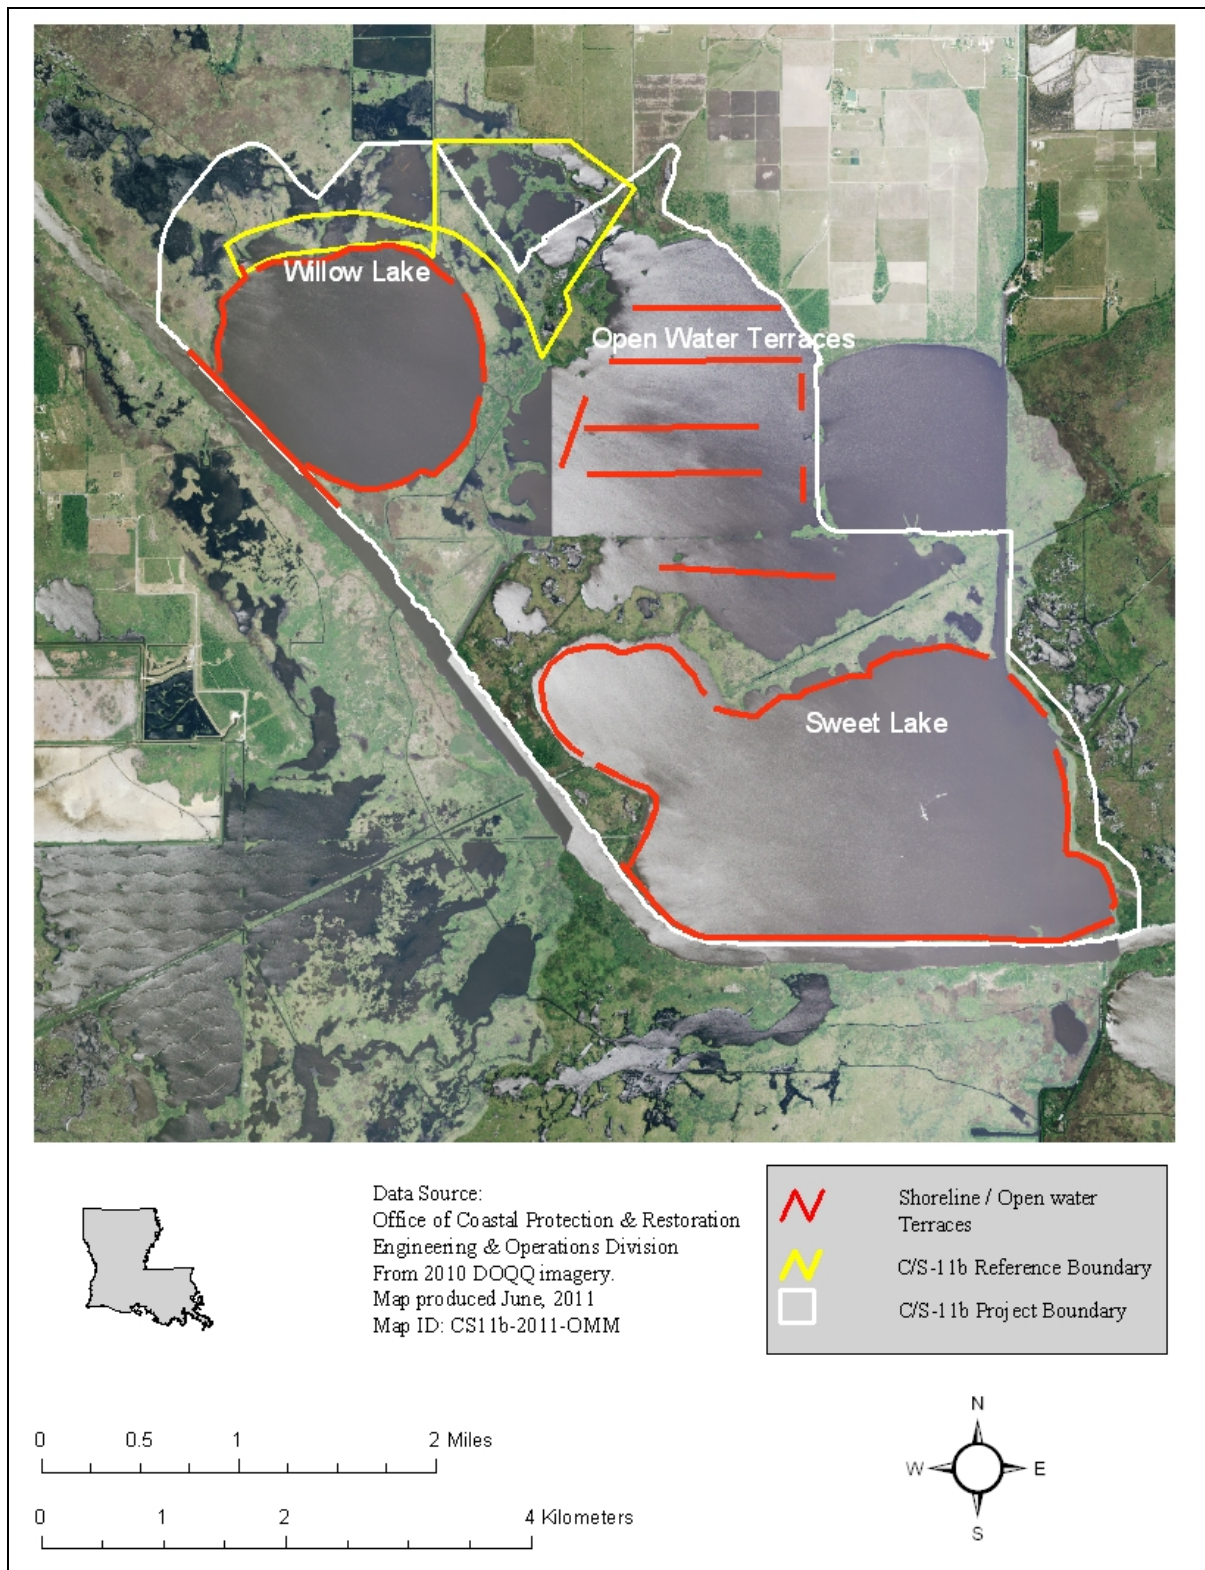 Willow Lake
Open Water Terraces
Sweet Lake
Data Source:
Office of Coastal Protection & Restoration
Engineering & Operations Division
From 2010 DOQQ imagery.
Map produced June, 2011
Map ID: CS11b-2011-OMM
Shoreline / Open water
Terraces
C/S-11b Reference Boundary
C/S-11b Project Boundary
0 0.5 1 2 Miles
0 1 2 4 Kilometers
N
W E
S